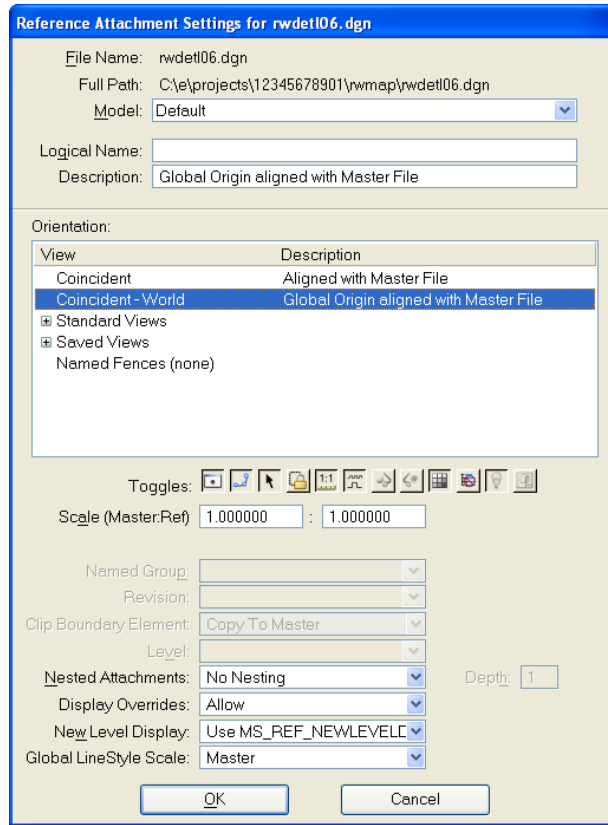 Reference Attachment Settings for rwdetl06.dgn
File Name: rwdetl06.dgn
Full Path: C:\e\projects\12345678901\rwmap\rwdetl06.dgn
Model: Default
Logical Name:
Description: Global Origin aligned with Master File
Orientation:
View Description
Coincident Aligned with Master File
Coincident - World Global Origin aligned with Master File
Standard Views
Saved Views
Named Fences (none)
Toggles: 1:1
Scale (Master:Ref) 1.000000 : 1.000000
Named Group:
Revision:
Clip Boundary Element: Copy To Master
Level:
Nested Attachments: No Nesting Depth: 1
Display Overrides: Allow
New Level Display: Use MS_REF_NEWLEVELD
Global LineStyle Scale: Master
OK Cancel